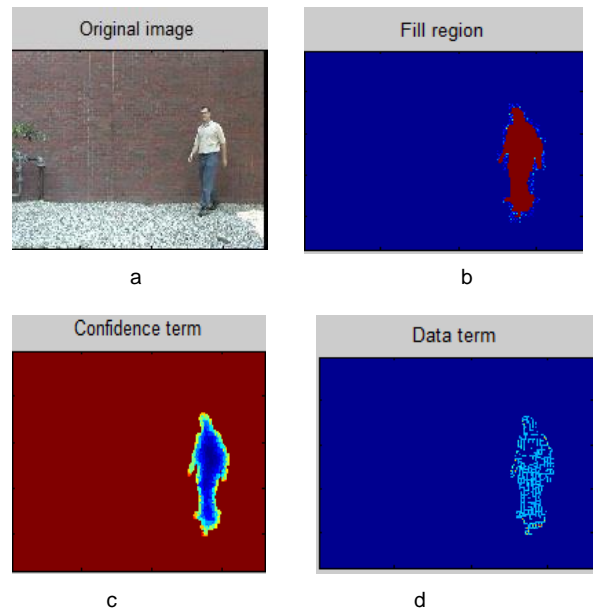 Original image
Fill region
a
b
Confidence term
Data term
c
d